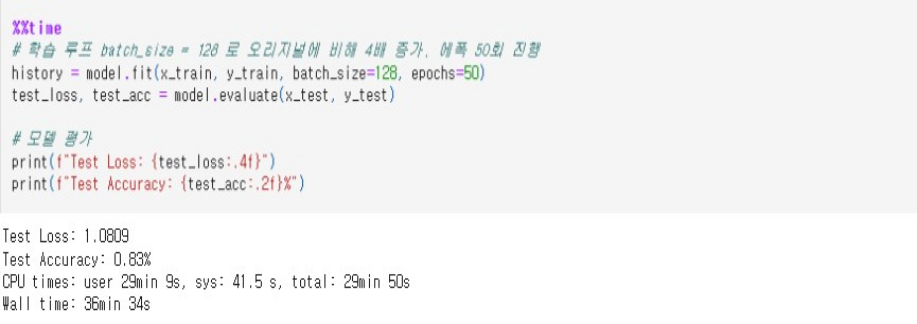 %%time
# 학습 루프 batch_size = 128 로 오리지널에 비해 4배 증가, 에폭 50회 진행
history = model.fit(x_train, y_train, batch_size=128, epochs=50)
test_loss, test_acc = model.evaluate(x_test, y_test)
# 모델 평가
print(f"Test Loss: {test_loss:.4f}")
print(f"Test Accuracy: {test_acc:.2f}%")
Test Loss: 1.0809
Test Accuracy: 0.83%
CPU times: user 29min 9s, sys: 41.5 s, total: 29min 50s
Wall time: 36min 34s